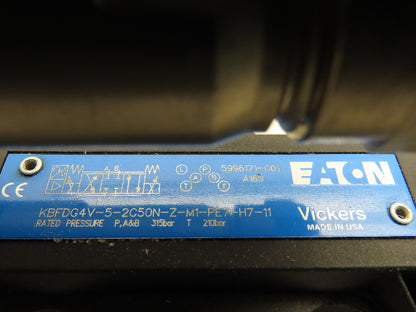 A B
L P 5998171-001
A B
T T
A185
EATON
CE
KBFDG4V-5-2C50N-Z-M1-PE7-H7-11
RATED PRESSURE P,A&B 315bar T 210bar
Vickers
MADE IN USA